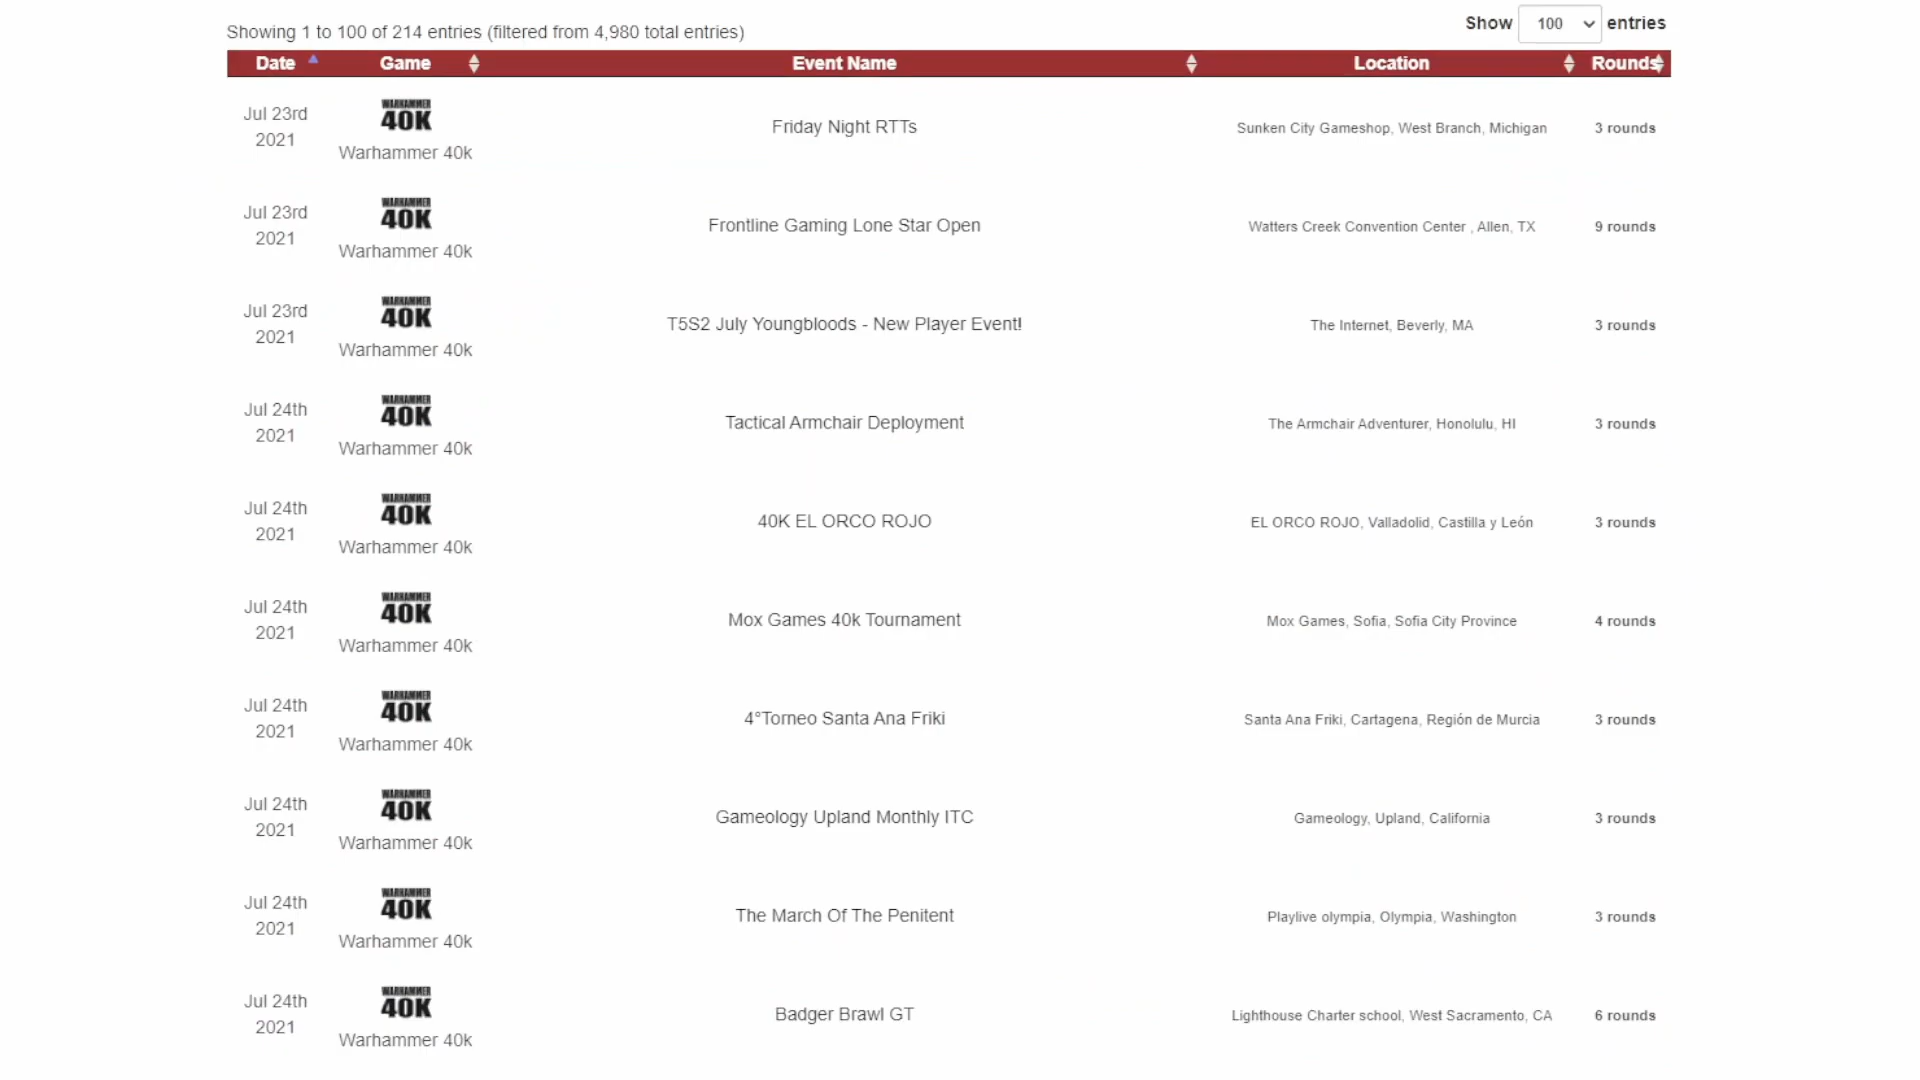 Showing 1 to 100 of 214 entries (filtered from 4,980 total entries)
Show 100 entries
Date Game Event Name Location Rounds
Jul 23rd 2021 WARHAMMER 40K Warhammer 40k Friday Night RTTs Sunken City Gameshop, West Branch, Michigan 3 rounds
Jul 23rd 2021 WARHAMMER 40K Warhammer 40k Frontline Gaming Lone Star Open Watters Creek Convention Center , Allen, TX 9 rounds
Jul 23rd 2021 WARHAMMER 40K Warhammer 40k T5S2 July Youngbloods - New Player Event! The Internet, Beverly, MA 3 rounds
Jul 24th 2021 WARHAMMER 40K Warhammer 40k Tactical Armchair Deployment The Armchair Adventurer, Honolulu, HI 3 rounds
Jul 24th 2021 WARHAMMER 40K Warhammer 40k 40K EL ORCO ROJO EL ORCO ROJO, Valladolid, Castilla y León 3 rounds
Jul 24th 2021 WARHAMMER 40K Warhammer 40k Mox Games 40k Tournament Mox Games, Sofia, Sofia City Province 4 rounds
Jul 24th 2021 WARHAMMER 40K Warhammer 40k 4°Torneo Santa Ana Friki Santa Ana Friki, Cartagena, Región de Murcia 3 rounds
Jul 24th 2021 WARHAMMER 40K Warhammer 40k Gameology Upland Monthly ITC Gameology, Upland, California 3 rounds
Jul 24th 2021 WARHAMMER 40K Warhammer 40k The March Of The Penitent Playlive olympia, Olympia, Washington 3 rounds
Jul 24th 2021 WARHAMMER 40K Warhammer 40k Badger Brawl GT Lighthouse Charter school, West Sacramento, CA 6 rounds